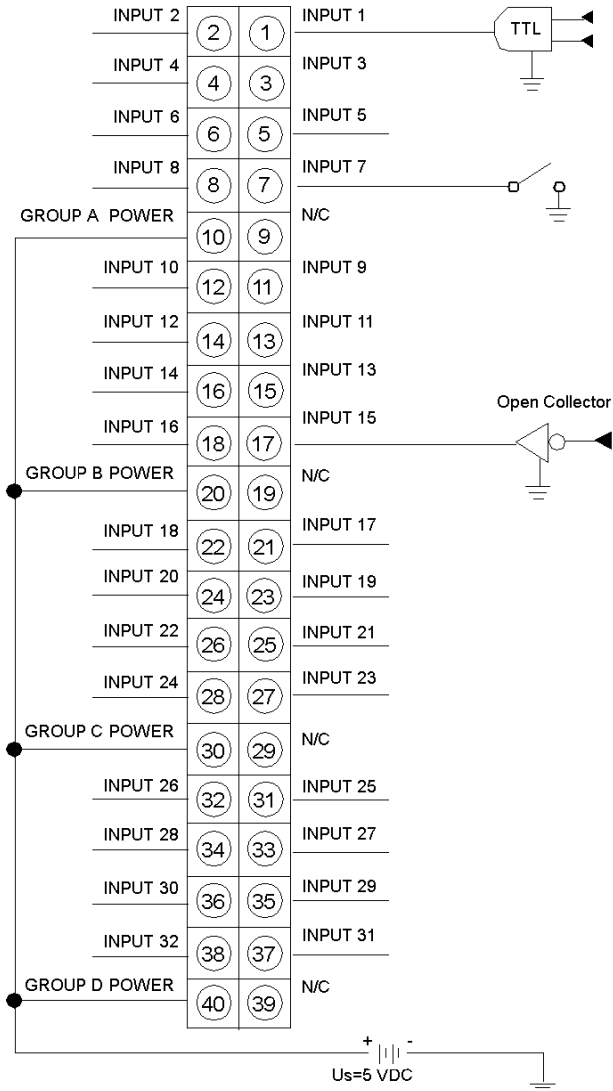 INPUT 2 2 1 INPUT 1 TTL
INPUT 4 4 3 INPUT 3
INPUT 6 6 5 INPUT 5
INPUT 8 8 7 INPUT 7
GROUP A POWER 10 9 N/C
INPUT 10 12 11 INPUT 9
INPUT 12 14 13 INPUT 11
INPUT 14 16 15 INPUT 13
Open Collector
INPUT 16 18 17 INPUT 15
GROUP B POWER 20 19 N/C
INPUT 18 22 21 INPUT 17
INPUT 20 24 23 INPUT 19
INPUT 22 26 25 INPUT 21
INPUT 24 28 27 INPUT 23
GROUP C POWER 30 29 N/C
INPUT 26 32 31 INPUT 25
INPUT 28 34 33 INPUT 27
INPUT 30 36 35 INPUT 29
INPUT 32 38 37 INPUT 31
GROUP D POWER 40 39 N/C
+ -
Us=5 VDC